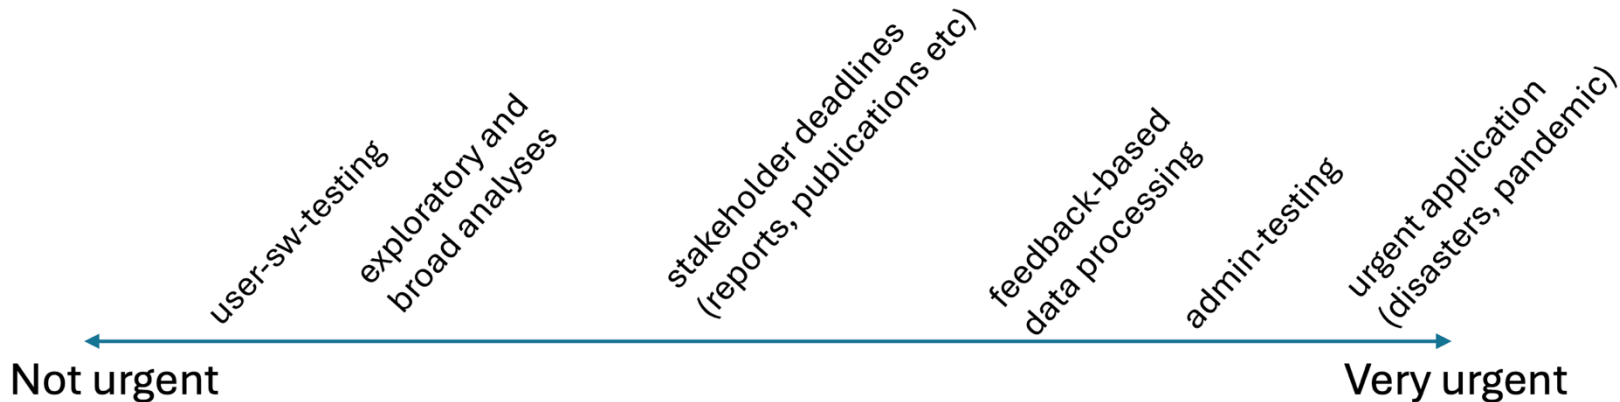 user-sw-testing
exploratory and
broad analyses
stakeholder deadlines
(reports, publications etc)
feedback-based
data processing
admin-testing
urgent application
(disasters, pandemic)
Not urgent
Very urgent